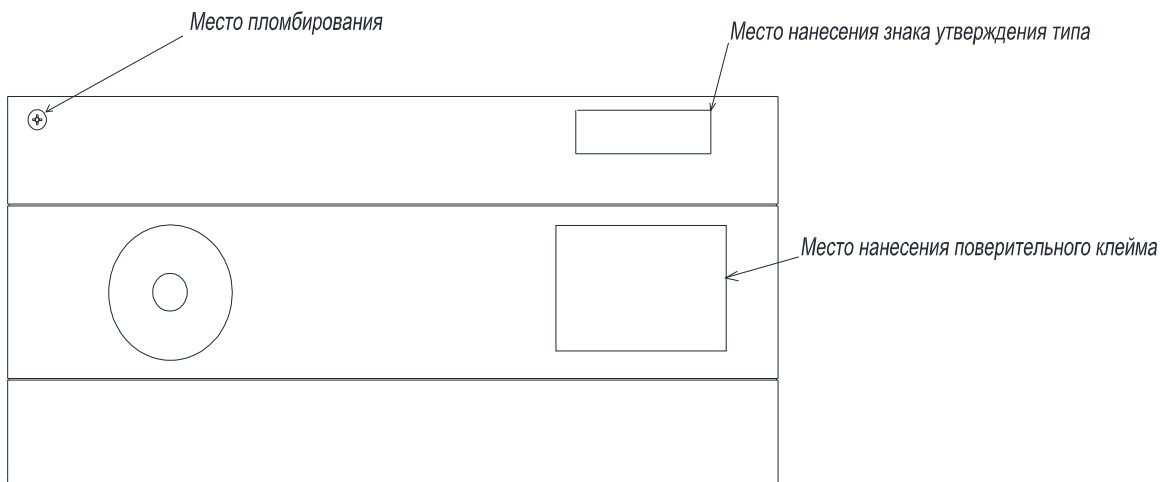 Место пломбирования
Место нанесения знака утверждения типа
Место нанесения поверительного клейма